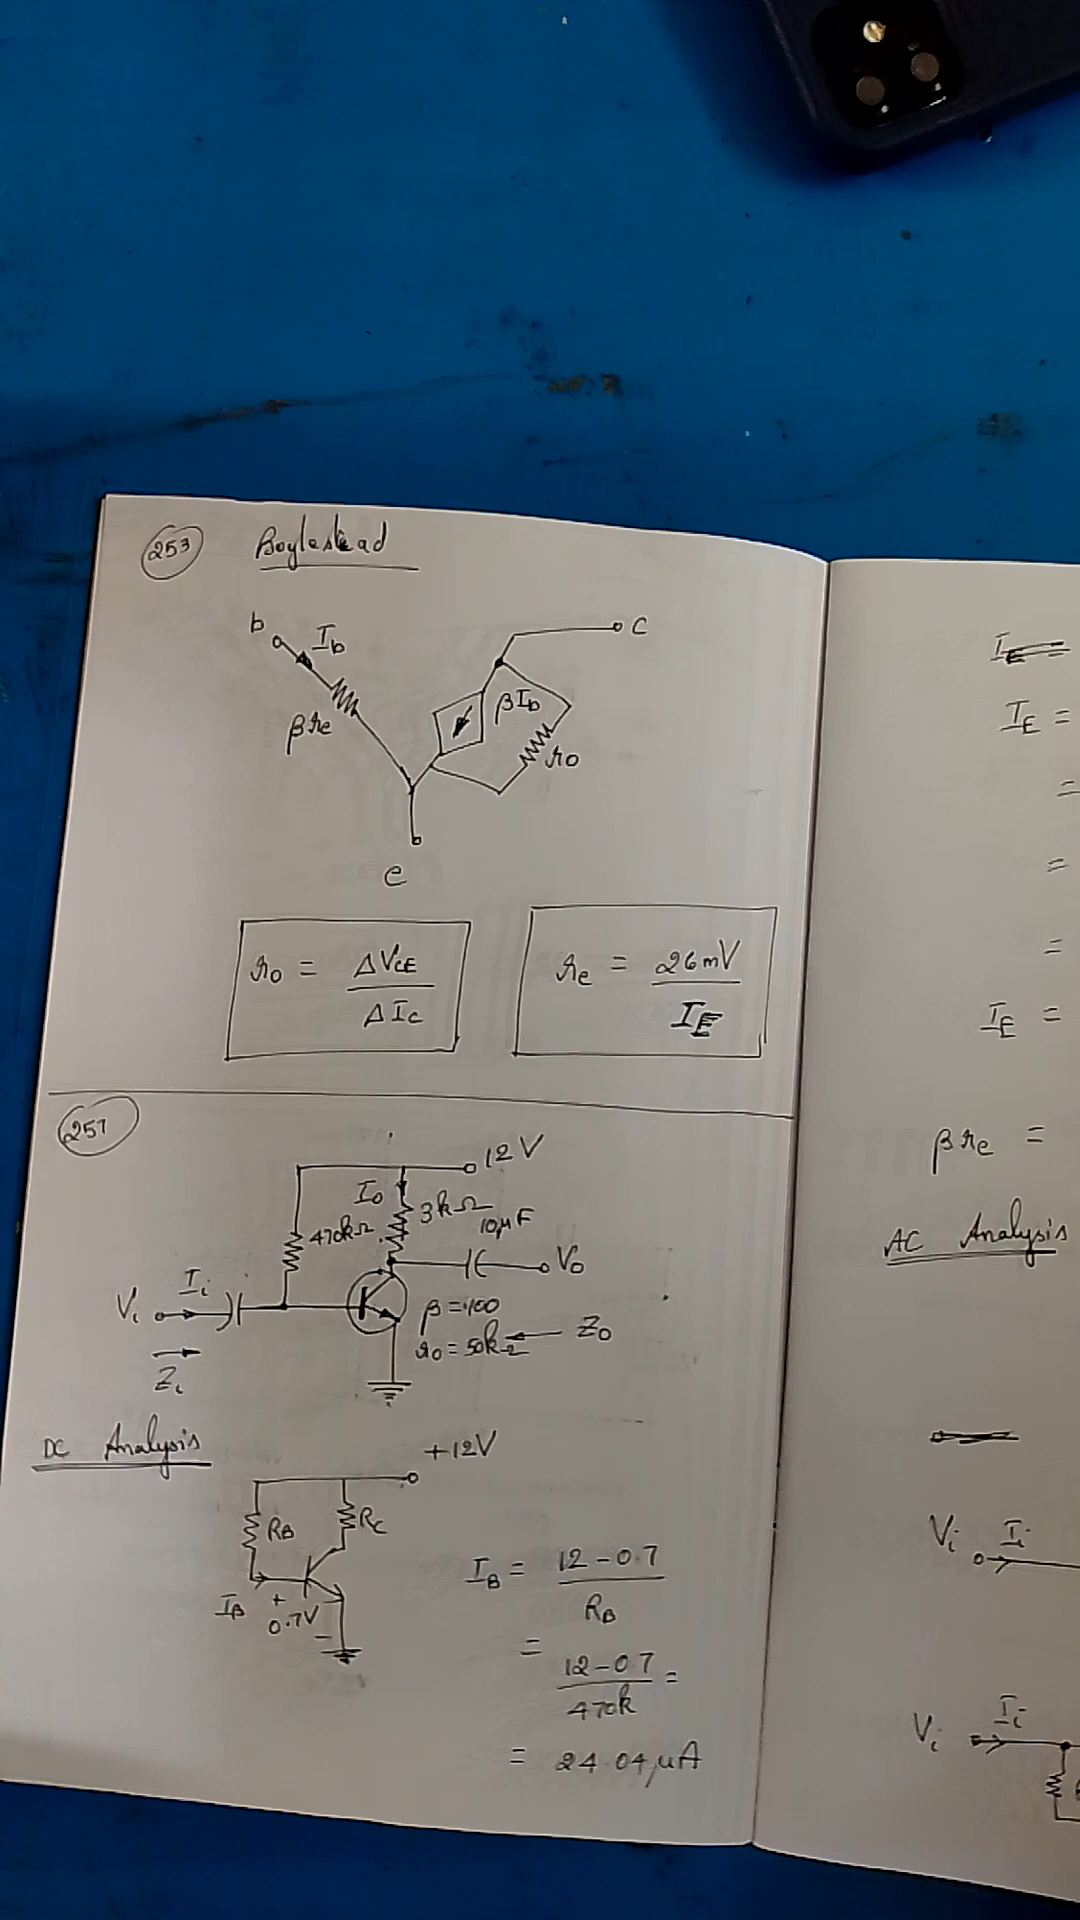 253 Boylestad
b
Ib
C
βre
βIb
ro
e
ro = ΔVCE / ΔIC
re = 26mV / IE
257
12V
Io
470kΩ
3kΩ
10μF
Vo
Ii
Vi
β = 100
Zo
ro = 50kΩ
Zi
DC Analysis
+12V
RB
RC
IB
+
0.7V
−
IB = 12 − 0.7 / RB
= 12 − 0.7 / 470k =
= 24.04 μA
IE =
=
=
=
IE =
βre =
AC Analysis
Vi Ii
Vi Ii